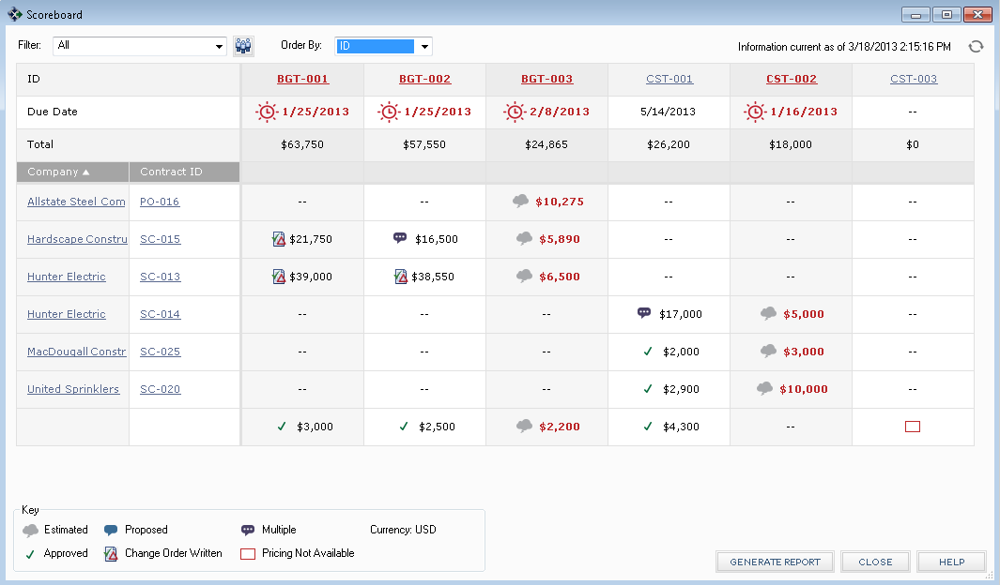 Scoreboard
Filter: All Order By: ID Information current as of 3/18/2013 2:15:16 PM
ID BGT-001 BGT-002 BGT-003 CST-001 CST-002 CST-003
Due Date 1/25/2013 1/25/2013 2/8/2013 5/14/2013 1/16/2013 --
Total $63,750 $57,550 $24,865 $26,200 $18,000 $0
Company Contract ID
Allstate Steel Com PO-016 -- -- $10,275 -- -- --
Hardscape Constru SC-015 $21,750 $16,500 $5,890 -- -- --
Hunter Electric SC-013 $39,000 $38,550 $6,500 -- -- --
Hunter Electric SC-014 -- -- -- $17,000 $5,000 --
MacDougall Constr SC-025 -- -- -- $2,000 $3,000 --
United Sprinklers SC-020 -- -- -- $2,900 $10,000 --
$3,000 $2,500 $2,200 $4,300 --
Key
Estimated Proposed Multiple Currency: USD
Approved Change Order Written Pricing Not Available
GENERATE REPORT CLOSE HELP